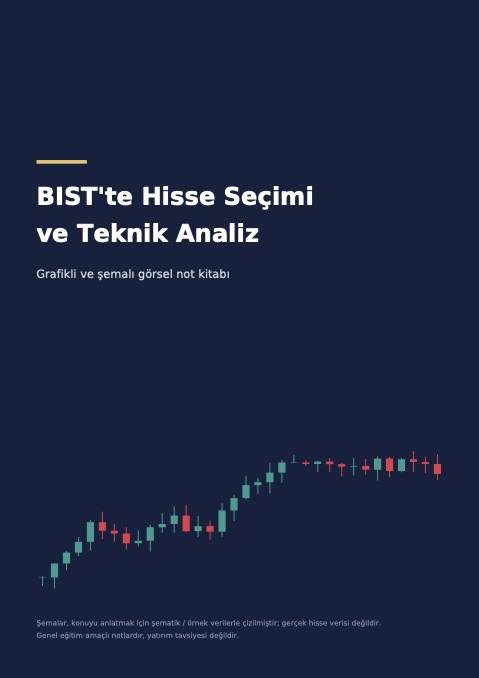 BIST'te Hisse Seçimi
ve Teknik Analiz
Grafikli ve şemalı görsel not kitabı
Şemalar, konuyu anlatmak için şematik / örnek verilerle çizilmiştir; gerçek hisse verisi değildir.
Genel eğitim amaçlı notlardır, yatırım tavsiyesi değildir.